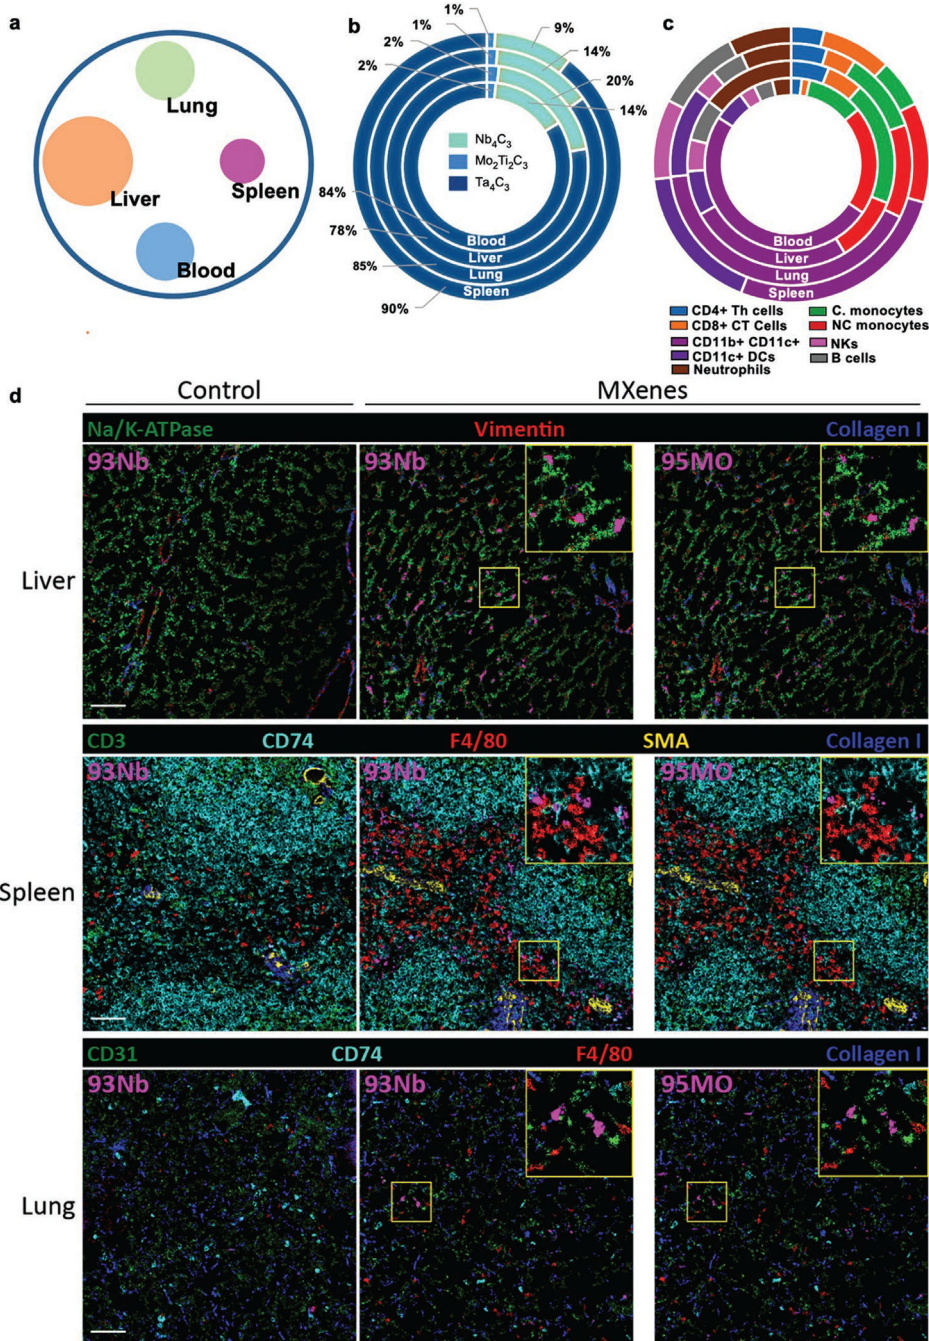 a
Lung
Liver
Spleen
Blood
b
1%
1%
2%
2%
9%
14%
20%
14%
Nb₄C₃
Mo₂Ti₂C₃
Ta₄C₃
84%
78%
85%
90%
Blood
Liver
Lung
Spleen
c
Blood
Liver
Lung
Spleen
CD4+ Th cells
CD8+ CT Cells
CD11b+ CD11c+
CD11c+ DCs
Neutrophils
C. monocytes
NC monocytes
NKs
B cells
d
Control
MXenes
Na/K-ATPase Vimentin Collagen I
Liver
93Nb
93Nb
95MO
CD3 CD74 F4/80 SMA Collagen I
Spleen
93Nb
93Nb
95MO
CD31 CD74 F4/80 Collagen I
Lung
93Nb
93Nb
95MO